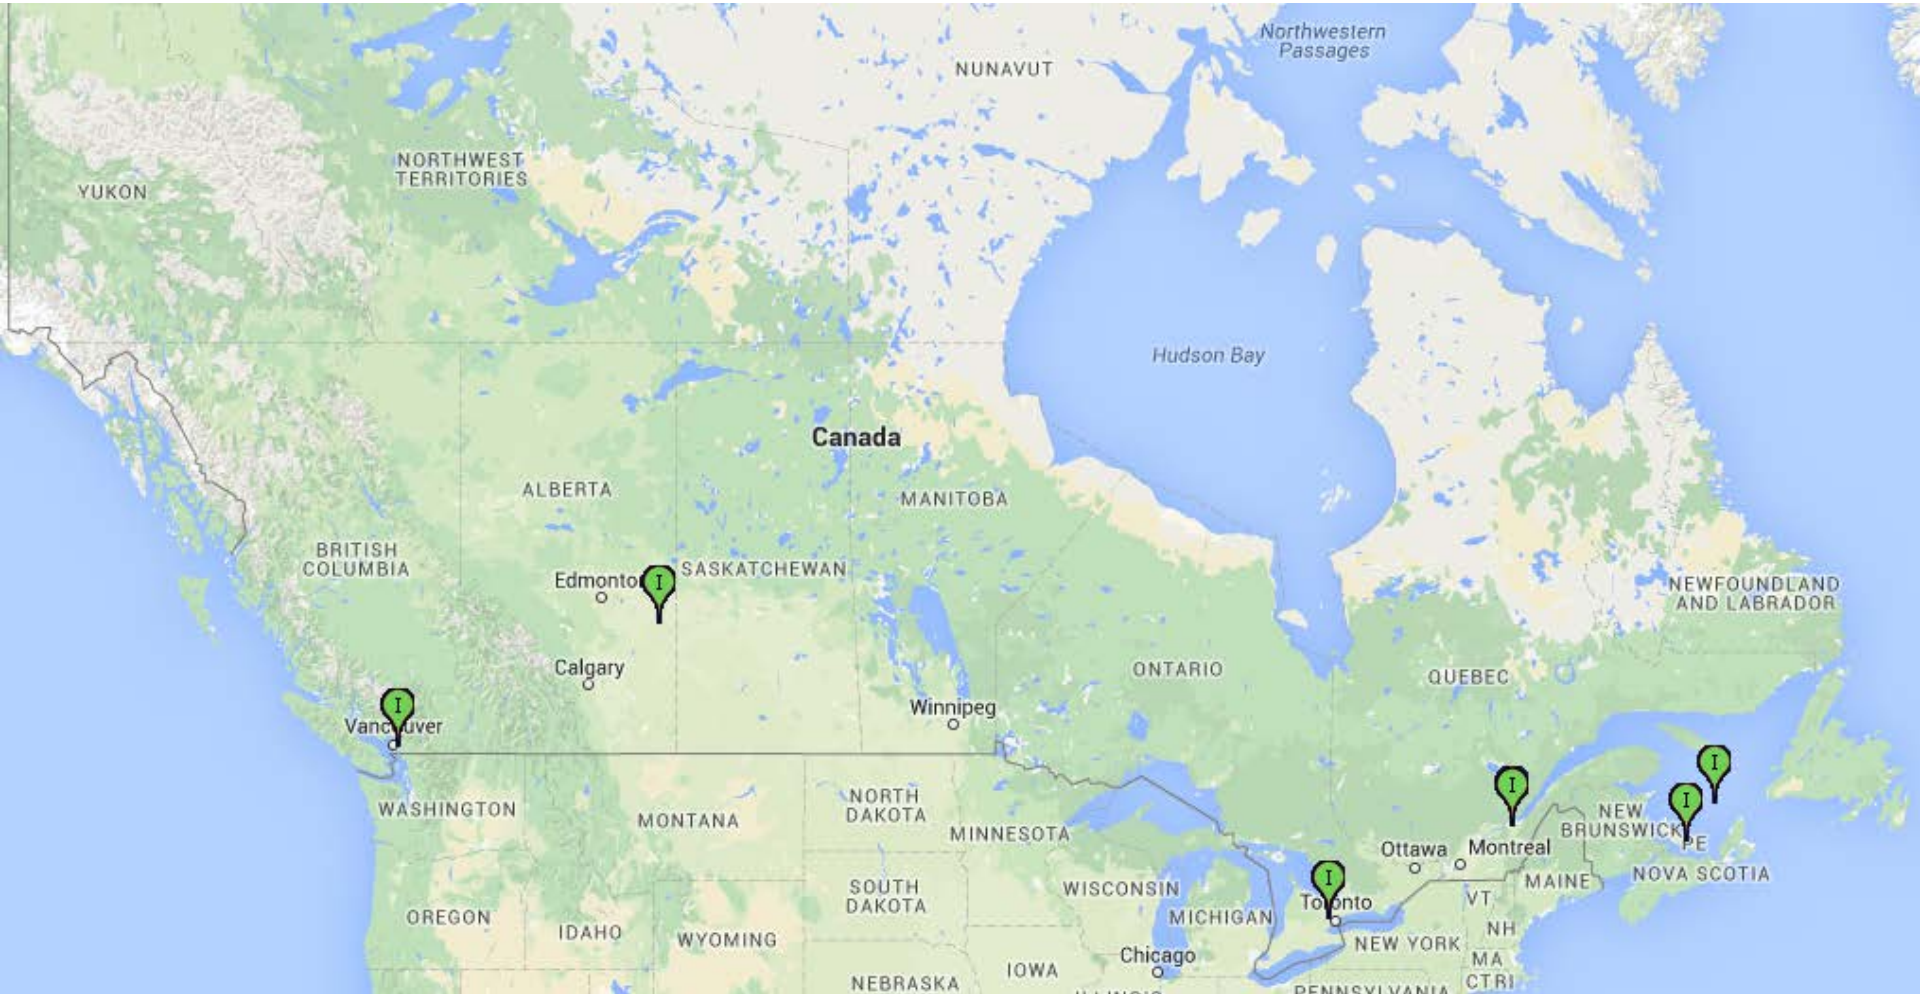 Northwestern
Passages
NUNAVUT
NORTHWEST
TERRITORIES
YUKON
Hudson Bay
Canada
ALBERTA
MANITOBA
BRITISH
COLUMBIA
Edmonto
I
SASKATCHEWAN
NEWFOUNDLAND
AND LABRADOR
Calgary
ONTARIO
QUEBEC
I
Vancouver
Winnipeg
I
I
I
WASHINGTON
MONTANA
NORTH
DAKOTA
MINNESOTA
NEW
BRUNSWICK
PE
Ottawa
Montreal
NOVA SCOTIA
I
Toronto
MAINE
VT
WISCONSIN
MICHIGAN
SOUTH
DAKOTA
OREGON
IDAHO
WYOMING
NH
NEW YORK
Chicago
MA
IOWA
NEBRASKA
CT RI
PENNSYLVANIA